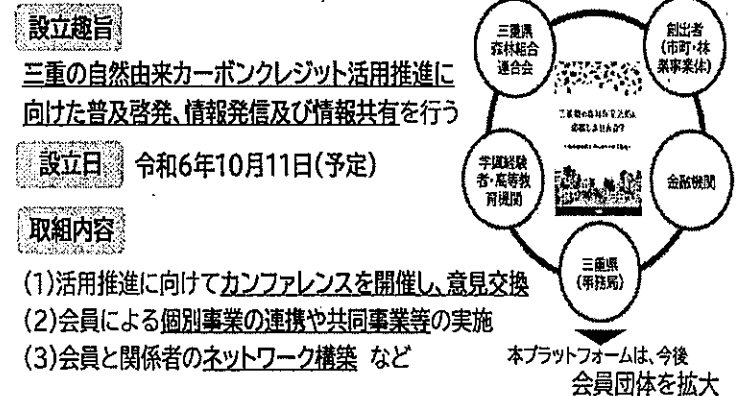 設立趣旨
三重の自然由来カーボンクレジット活用推進に
向けた普及啓発、情報発信及び情報共有を行う
設立日 令和6年10月11日(予定)
取組内容
(1)活用推進に向けてカンファレンスを開催し、意見交換
(2)会員による個別事業の連携や共同事業等の実施
(3)会員と関係者のネットワーク構築 など
三重県
森林組合
連合会
創出者
(市町・林
業事業体)
学識経験
者・高等教
育機関
金融機関
三重県
(事務局)
本プラットフォームは、今後
会員団体を拡大